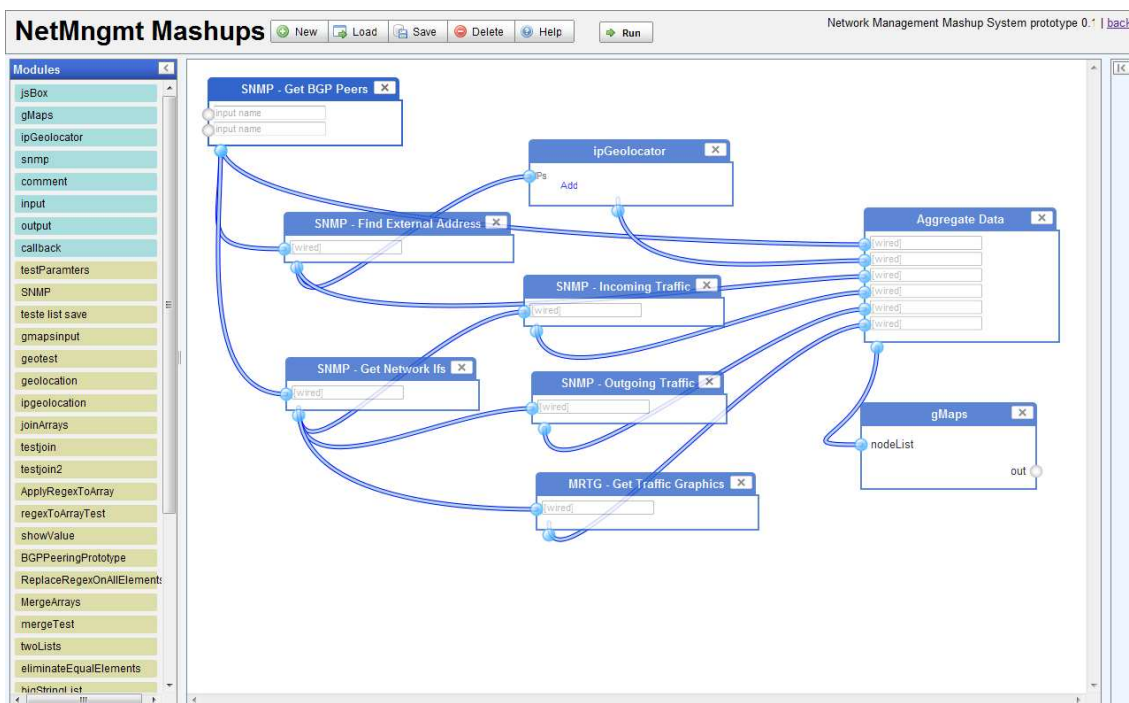 NetMngmt Mashups
New
Load
Save
Delete
Help
Run
Network Management Mashup System prototype 0.1 | back
Modules
jsBox
gMaps
ipGeolocator
snmp
comment
input
output
callback
testParamters
SNMP
teste list save
gmapsinput
geotest
geolocation
ipgeolocation
joinArrays
testjoin
testjoin2
ApplyRegexToArray
regexToArrayTest
showValue
BGPPeeringPrototype
ReplaceRegexOnAllElements
MergeArrays
mergeTest
twoLists
eliminateEqualElements
bigStringList
SNMP - Get BGP Peers
input name
input name
ipGeolocator
IPs
Add
SNMP - Find External Address
[wired]
Aggregate Data
[wired]
[wired]
[wired]
[wired]
[wired]
[wired]
SNMP - Incoming Traffic
[wired]
SNMP - Get Network Ifs
[wired]
SNMP - Outgoing Traffic
[wired]
gMaps
nodeList
out
MRTG - Get Traffic Graphics
[wired]